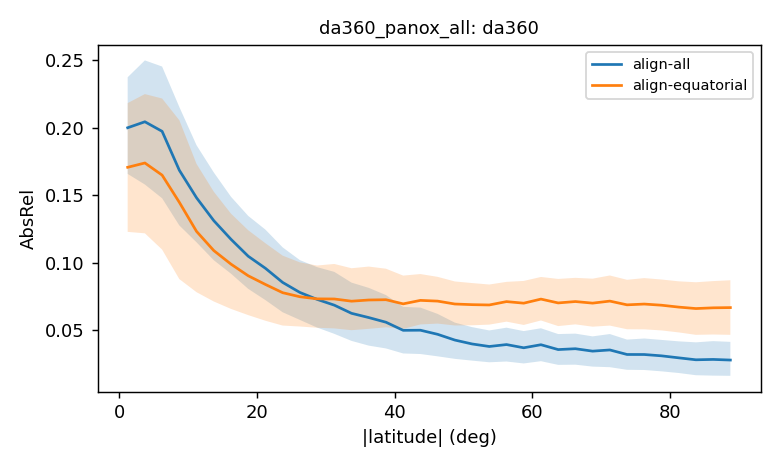 da360_panox_all: da360
align-all
align-equatorial
AbsRel
0.25
0.20
0.15
0.10
0.05
0
20
40
60
80
|latitude| (deg)